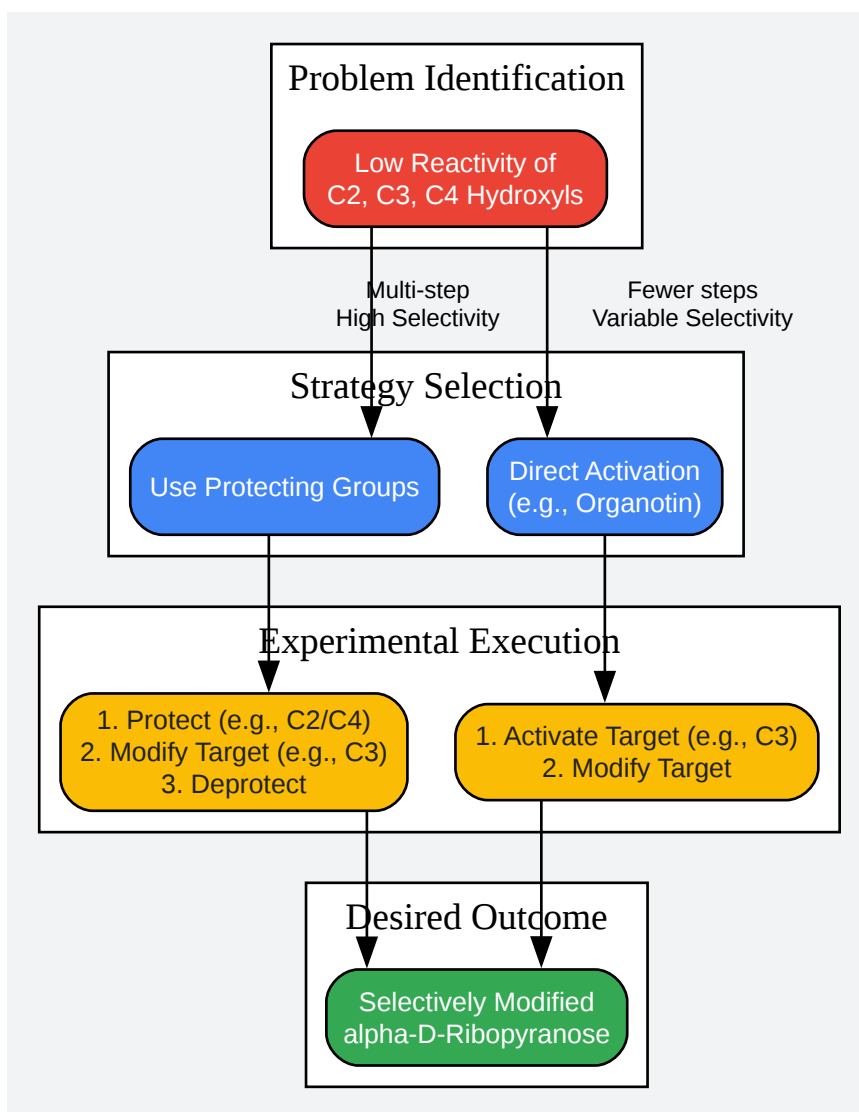 Problem Identification
Low Reactivity of
C2, C3, C4 Hydroxyls
Multi-step
High Selectivity
Fewer steps
Variable Selectivity
Strategy Selection
Use Protecting Groups
Direct Activation
(e.g., Organotin)
Experimental Execution
1. Protect (e.g., C2/C4)
2. Modify Target (e.g., C3)
3. Deprotect
1. Activate Target (e.g., C3)
2. Modify Target
Desired Outcome
Selectively Modified
alpha-D-Ribopyranose